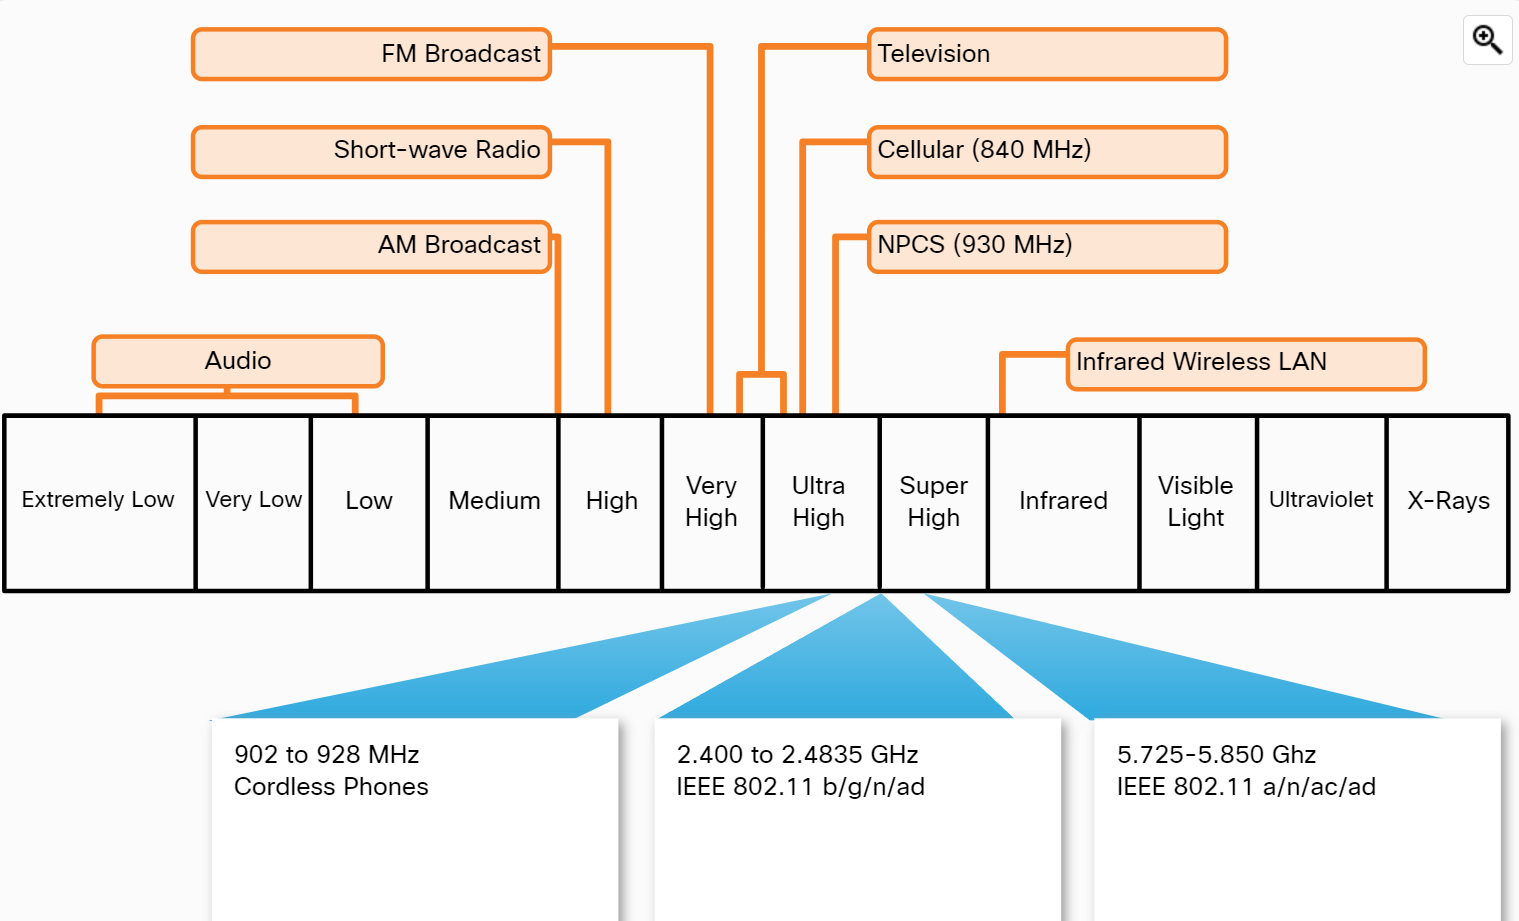 FM Broadcast
Television
Short-wave Radio
Cellular (840 MHz)
AM Broadcast
NPCS (930 MHz)
Audio
Infrared Wireless LAN
Extremely Low
Very Low
Low
Medium
High
Very
High
Ultra
High
Super
High
Infrared
Visible
Light
Ultraviolet
X-Rays
902 to 928 MHz
Cordless Phones
2.400 to 2.4835 GHz
IEEE 802.11 b/g/n/ad
5.725-5.850 Ghz
IEEE 802.11 a/n/ac/ad